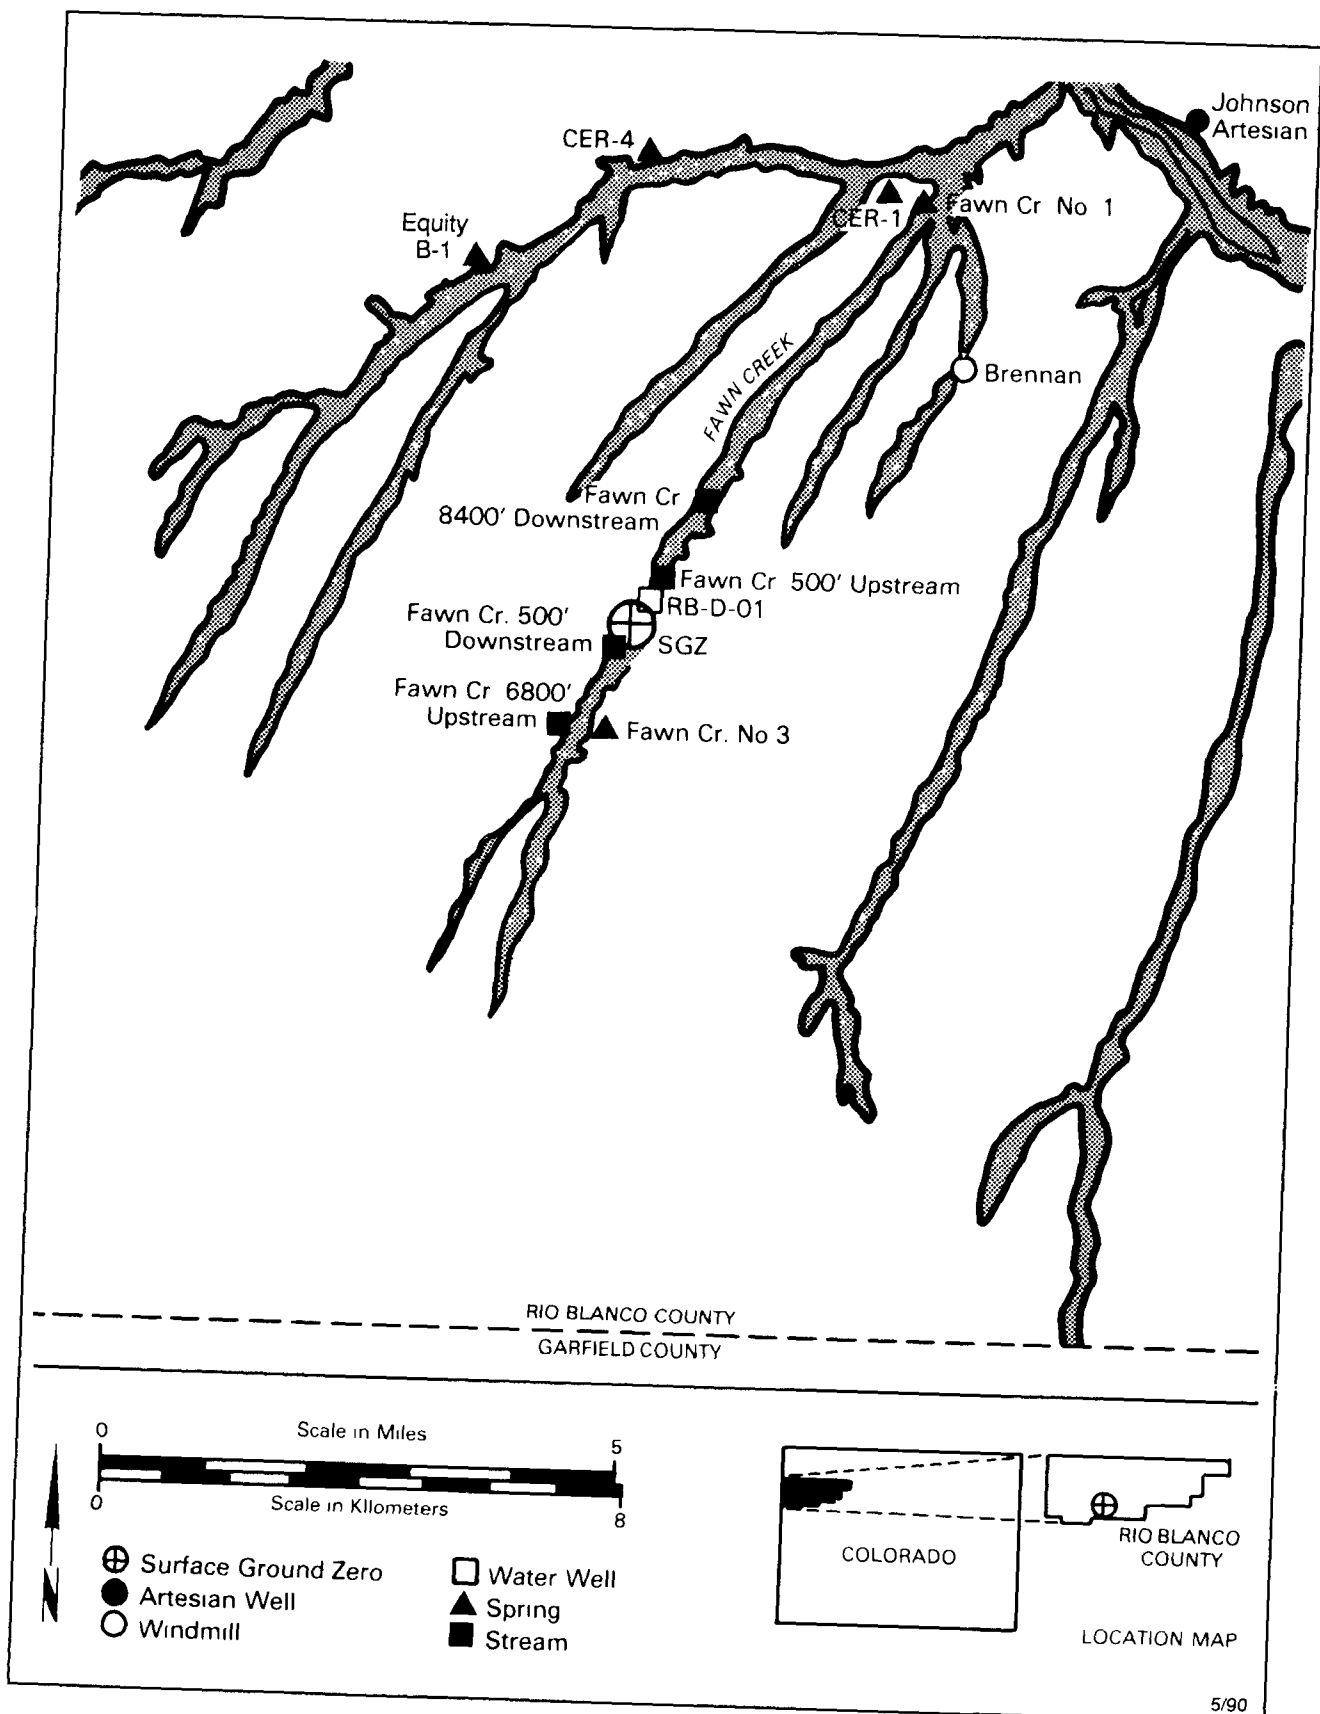 Johnson
Artesian
CER-4
CER-1
Fawn Cr No 1
Equity
B-1
FAWN CREEK
Brennan
Fawn Cr
8400' Downstream
Fawn Cr 500' Upstream
RB-D-01
Fawn Cr. 500'
Downstream
SGZ
Fawn Cr 6800'
Upstream
Fawn Cr. No 3
RIO BLANCO COUNTY
GARFIELD COUNTY
0
Scale in Miles
5
0
Scale in Kilometers
8
N
Surface Ground Zero
Artesian Well
Windmill
Water Well
Spring
Stream
COLORADO
RIO BLANCO
COUNTY
LOCATION MAP
5/90